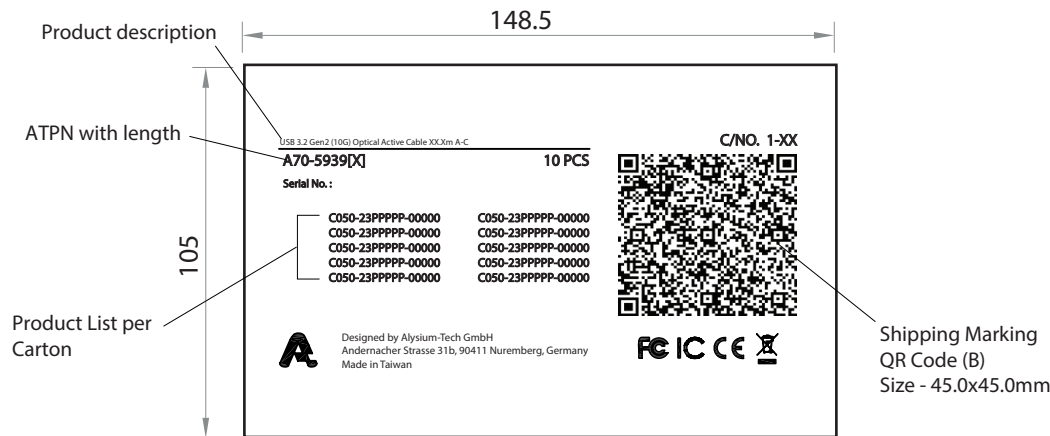 148.5
Product description
ATPN with length
105
USB 3.2 Gen2 (10G) Optical Active Cable XX.Xm A-C
C/NO. 1-XX
A70-5939[X] 10 PCS
Serial No. :
C050-23PPPPP-00000 C050-23PPPPP-00000
C050-23PPPPP-00000 C050-23PPPPP-00000
C050-23PPPPP-00000 C050-23PPPPP-00000
C050-23PPPPP-00000 C050-23PPPPP-00000
C050-23PPPPP-00000 C050-23PPPPP-00000
Product List per
Carton
Designed by Alysium-Tech GmbH
Andernacher Strasse 31b, 90411 Nuremberg, Germany
Made in Taiwan
FC IC CE
Shipping Marking
QR Code (B)
Size - 45.0x45.0mm